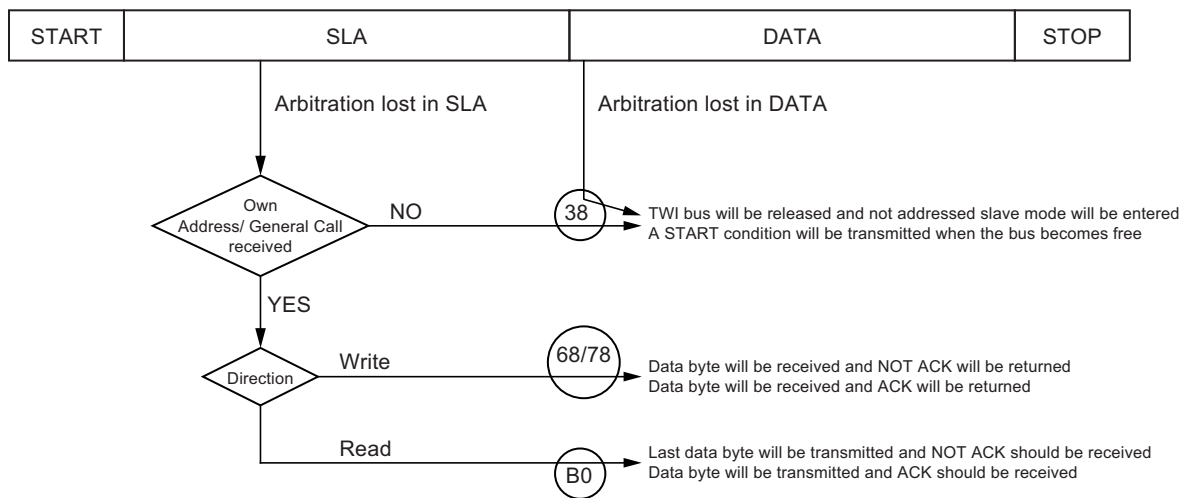 START SLA DATA STOP
Arbitration lost in SLA
Arbitration lost in DATA
Own
Address/ General Call
received
NO
38
TWI bus will be released and not addressed slave mode will be entered
A START condition will be transmitted when the bus becomes free
YES
Direction
Write
68/78
Data byte will be received and NOT ACK will be returned
Data byte will be received and ACK will be returned
Read
B0
Last data byte will be transmitted and NOT ACK should be received
Data byte will be transmitted and ACK should be received